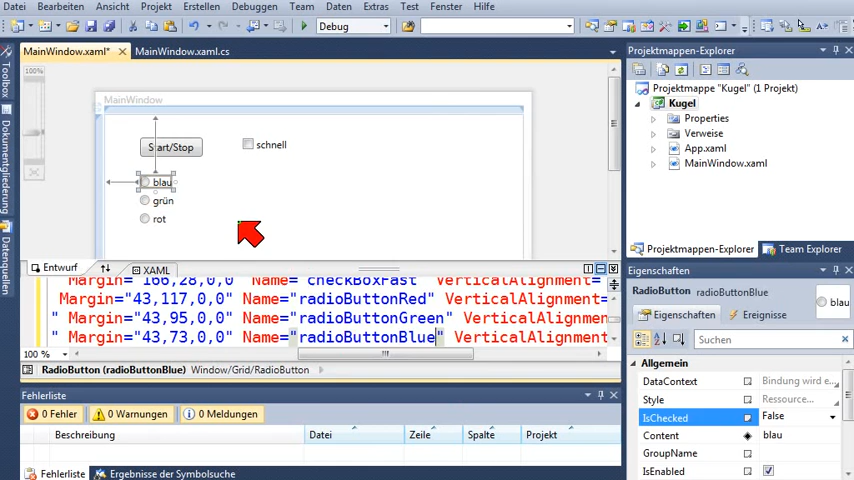 Datei Bearbeiten Ansicht Projekt Erstellen Debuggen Team Daten Extras Test Fenster Hilfe
Debug
MainWindow.xaml* MainWindow.xaml.cs
100%
MainWindow
Start/Stop
schnell
blau
grün
rot
Entwurf XAML
Margin="166,28,0,0" Name="checkBoxFast" VerticalAlignment=
Margin="43,117,0,0" Name="radioButtonRed" VerticalAlignment=
" Margin="43,95,0,0" Name="radioButtonGreen" VerticalAlignm
" Margin="43,73,0,0" Name="radioButtonBlue" VerticalAlignm
100 %
RadioButton (radioButtonBlue) Window/Grid/RadioButton
Fehlerliste
0 Fehler 0 Warnungen 0 Meldungen
Beschreibung Datei Zeile Spalte Projekt
Fehlerliste Ergebnisse der Symbolsuche
Toolbox
Dokumentgliederung
Datenquellen
Projektmappen-Explorer
Projektmappe "Kugel" (1 Projekt)
Kugel
Properties
Verweise
App.xaml
MainWindow.xaml
Projektmappen-Explorer Team Explorer
Eigenschaften
RadioButton radioButtonBlue
blau
Eigenschaften Ereignisse
Suchen
Allgemein
DataContext Bindung wird e...
Style Ressource...
IsChecked False
Content blau
GroupName
IsEnabled